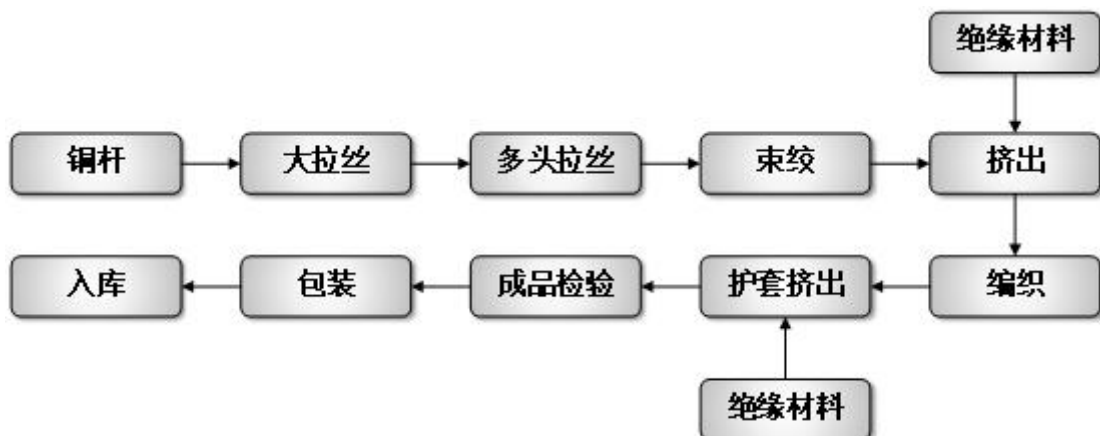 绝缘材料
铜杆
大拉丝
多头拉丝
束绞
挤出
入库
包装
成品检验
护套挤出
编织
绝缘材料